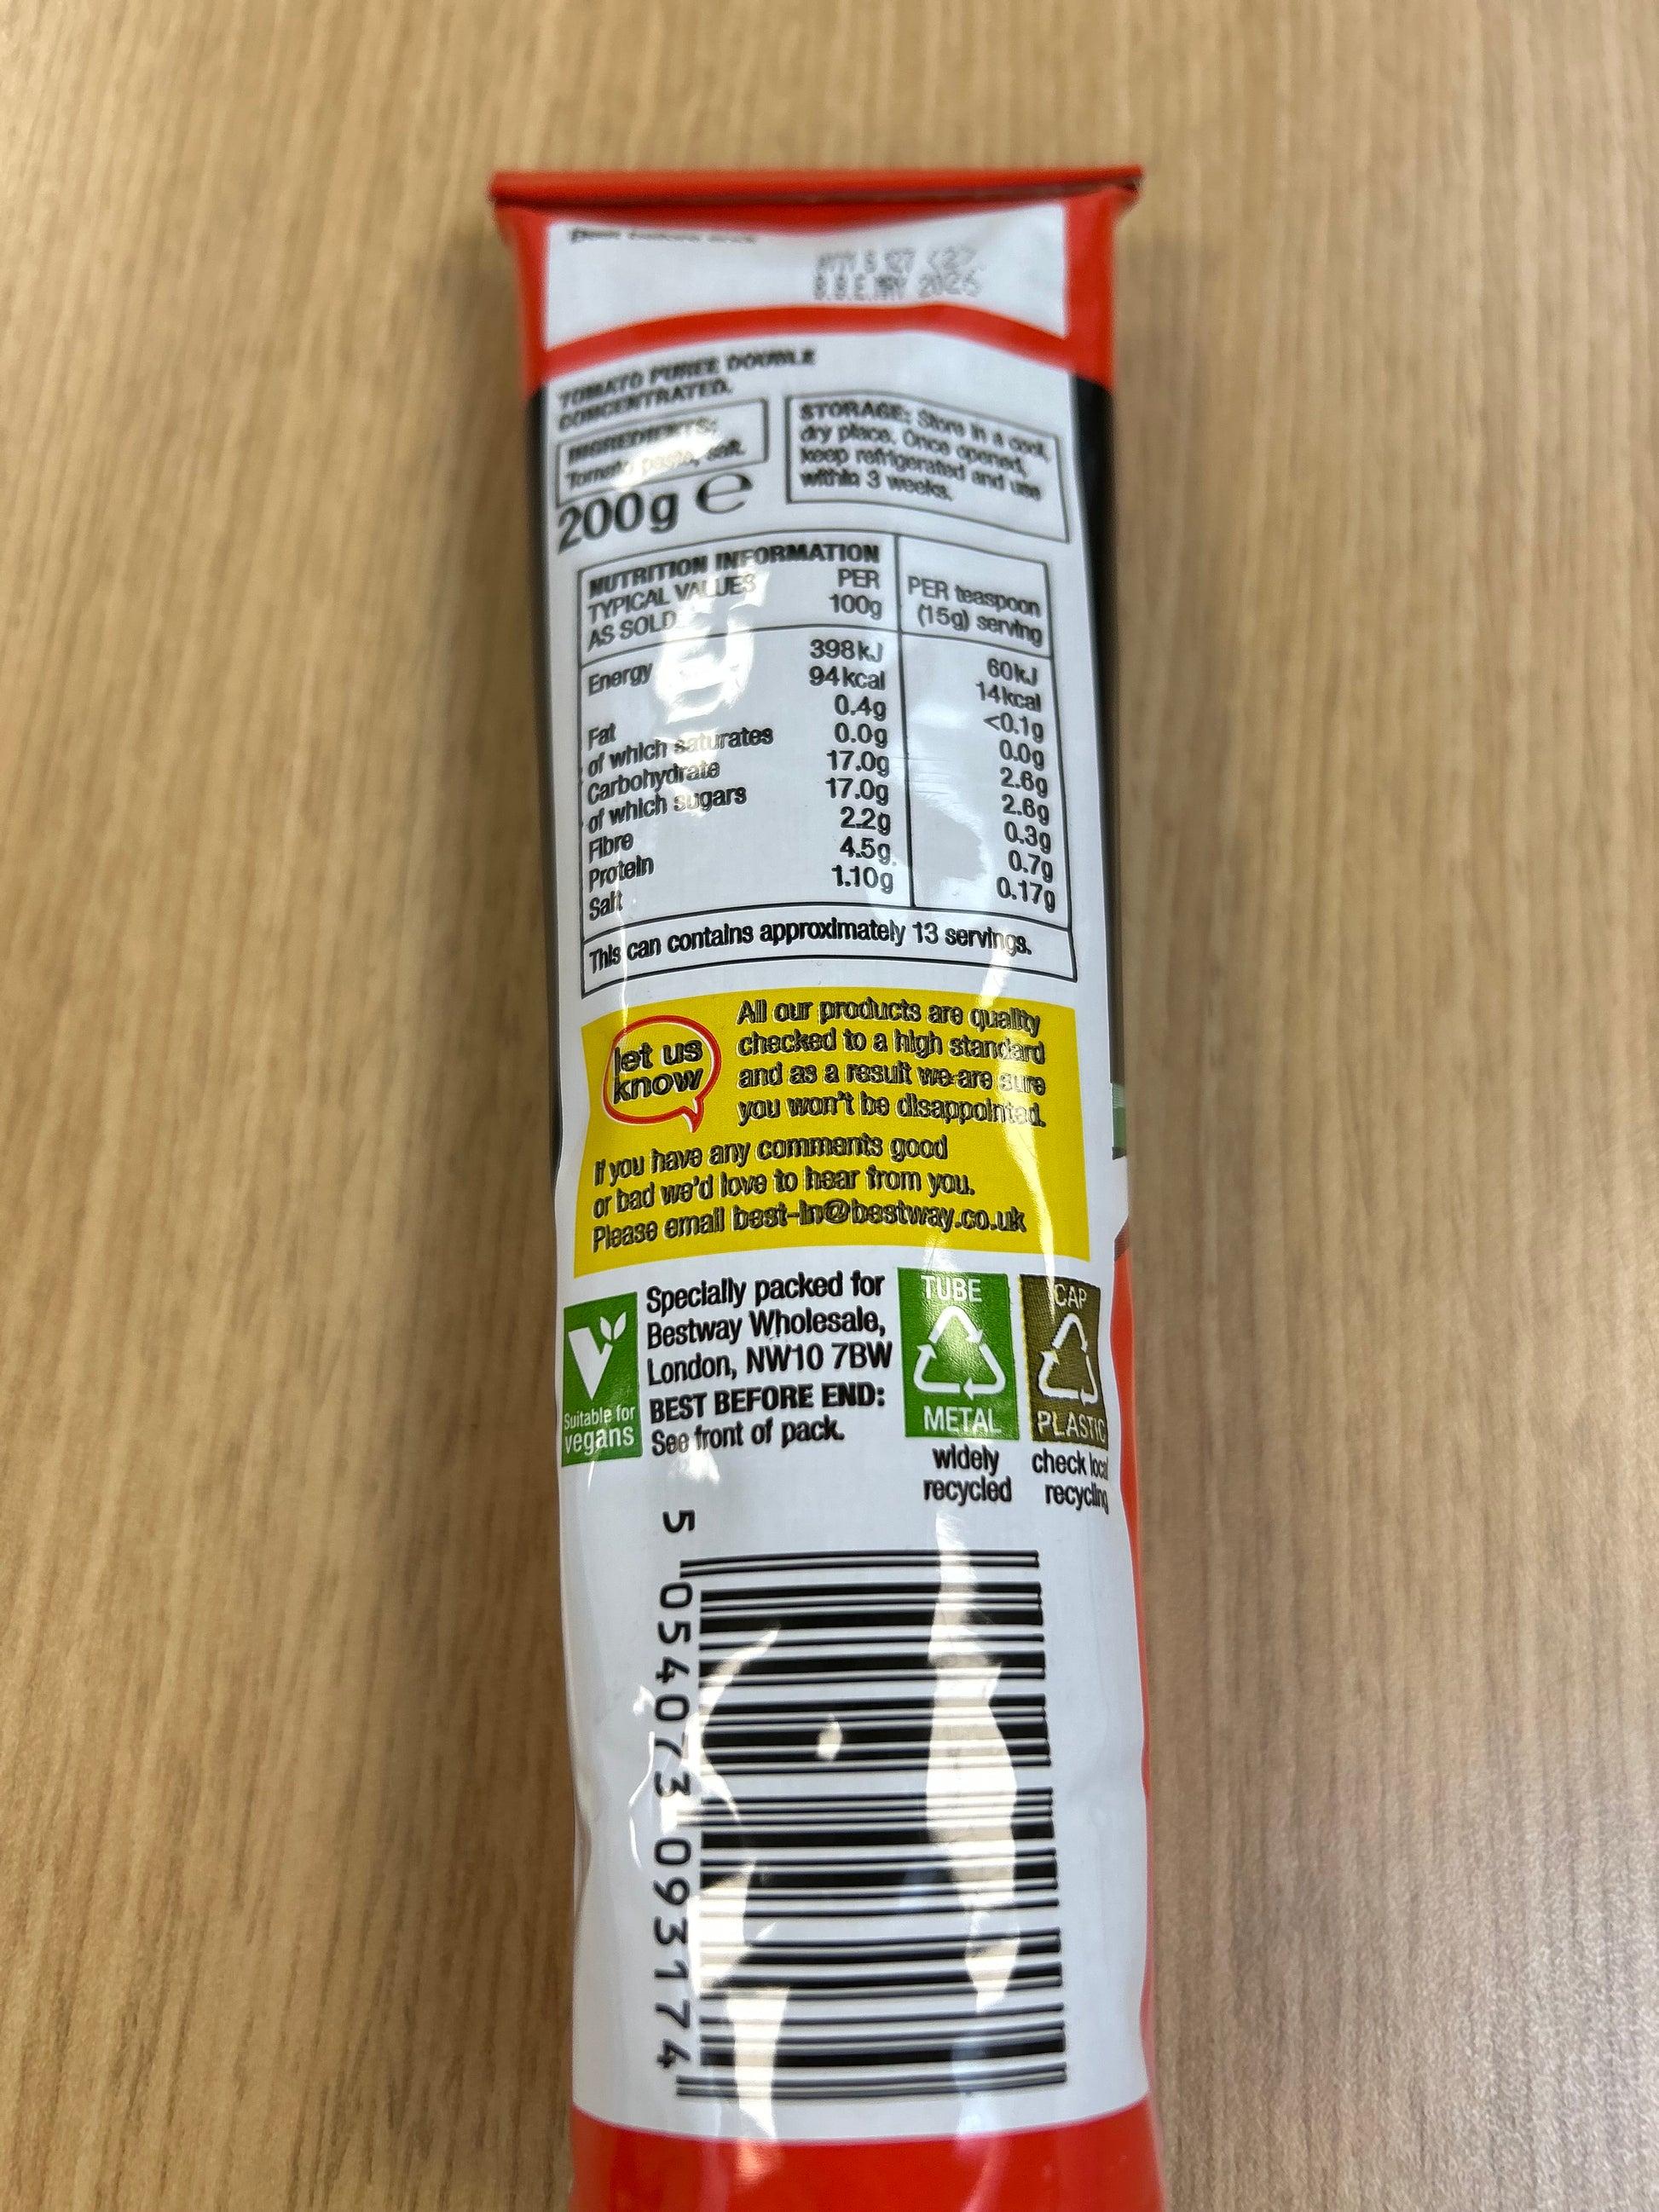 B.B.E. MAY 2026
TOMATO PUREE DOUBLE
CONCENTRATED.
INGREDIENTS:
Tomato paste, salt.
200g e
STORAGE: Store in a cool,
dry place. Once opened,
keep refrigerated and use
within 3 weeks.
NUTRITION INFORMATION
TYPICAL VALUES PER PER teaspoon
AS SOLD 100g (15g) serving
Energy 398kJ 60kJ
94kcal 14kcal
Fat 0.4g <0.1g
of which saturates 0.0g 0.0g
Carbohydrate 17.0g 2.6g
of which sugars 17.0g 2.6g
Fibre 2.2g 0.3g
Protein 4.5g 0.7g
Salt 1.10g 0.17g
This can contains approximately 13 servings.
let us
know
All our products are quality
checked to a high standard
and as a result we are sure
you won't be disappointed.
If you have any comments good
or bad we'd love to hear from you.
Please email best-in@bestway.co.uk
Suitable for
vegans
Specially packed for
Bestway Wholesale,
London, NW10 7BW
BEST BEFORE END:
See front of pack.
TUBE
METAL
widely
recycled
CAP
PLASTIC
check local
recycling
5 054073 093174